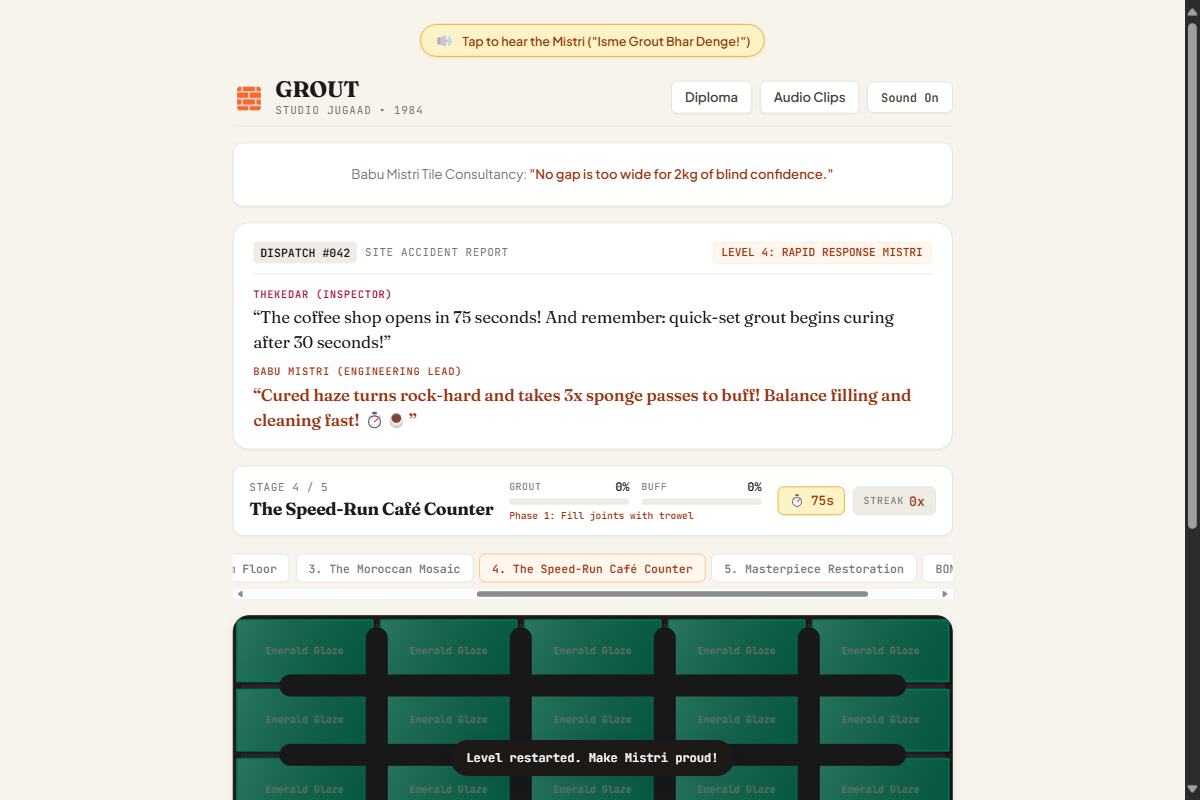 Tap to hear the Mistri ("Isme Grout Bhar Denge!")
GROUT
STUDIO JUGAAD • 1984
Diploma
Audio Clips
Sound On
Babu Mistri Tile Consultancy: "No gap is too wide for 2kg of blind confidence."
DISPATCH #042
SITE ACCIDENT REPORT
LEVEL 4: RAPID RESPONSE MISTRI
THEKEDAR (INSPECTOR)
“The coffee shop opens in 75 seconds! And remember: quick-set grout begins curing
after 30 seconds!”
BABU MISTRI (ENGINEERING LEAD)
“Cured haze turns rock-hard and takes 3x sponge passes to buff! Balance filling and
cleaning fast! ⏱️ ☕ ”
STAGE 4 / 5
The Speed-Run Café Counter
GROUT 0%
BUFF 0%
Phase 1: Fill joints with trowel
⏱️ 75s
STREAK 0x
Floor
3. The Moroccan Mosaic
4. The Speed-Run Café Counter
5. Masterpiece Restoration
Emerald Glaze Emerald Glaze Emerald Glaze Emerald Glaze Emerald Glaze
Emerald Glaze Emerald Glaze Emerald Glaze Emerald Glaze Emerald Glaze
Level restarted. Make Mistri proud!
Emerald Glaze Emerald Glaze Emerald Glaze Emerald Glaze Emerald Glaze